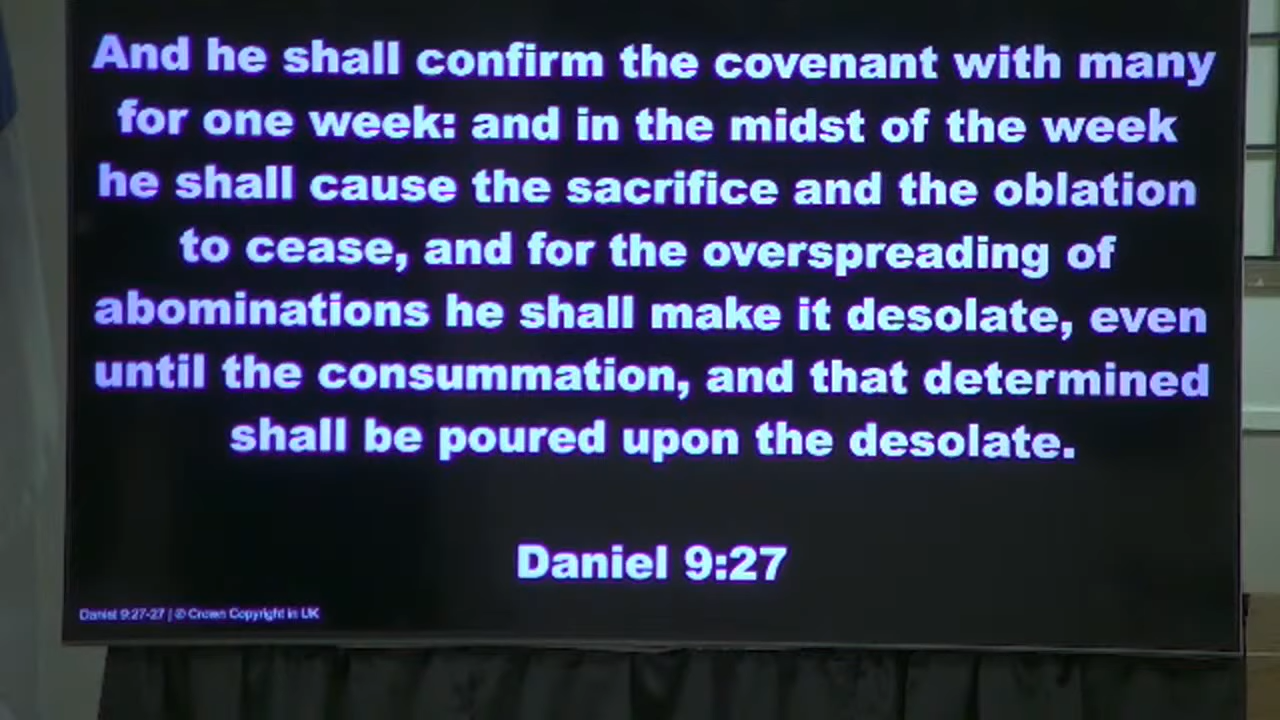 And he shall confirm the covenant with many
for one week: and in the midst of the week
he shall cause the sacrifice and the oblation
to cease, and for the overspreading of
abominations he shall make it desolate, even
until the consummation, and that determined
shall be poured upon the desolate.
Daniel 9:27
Daniel 9:27-27 | © Crown Copyright in UK